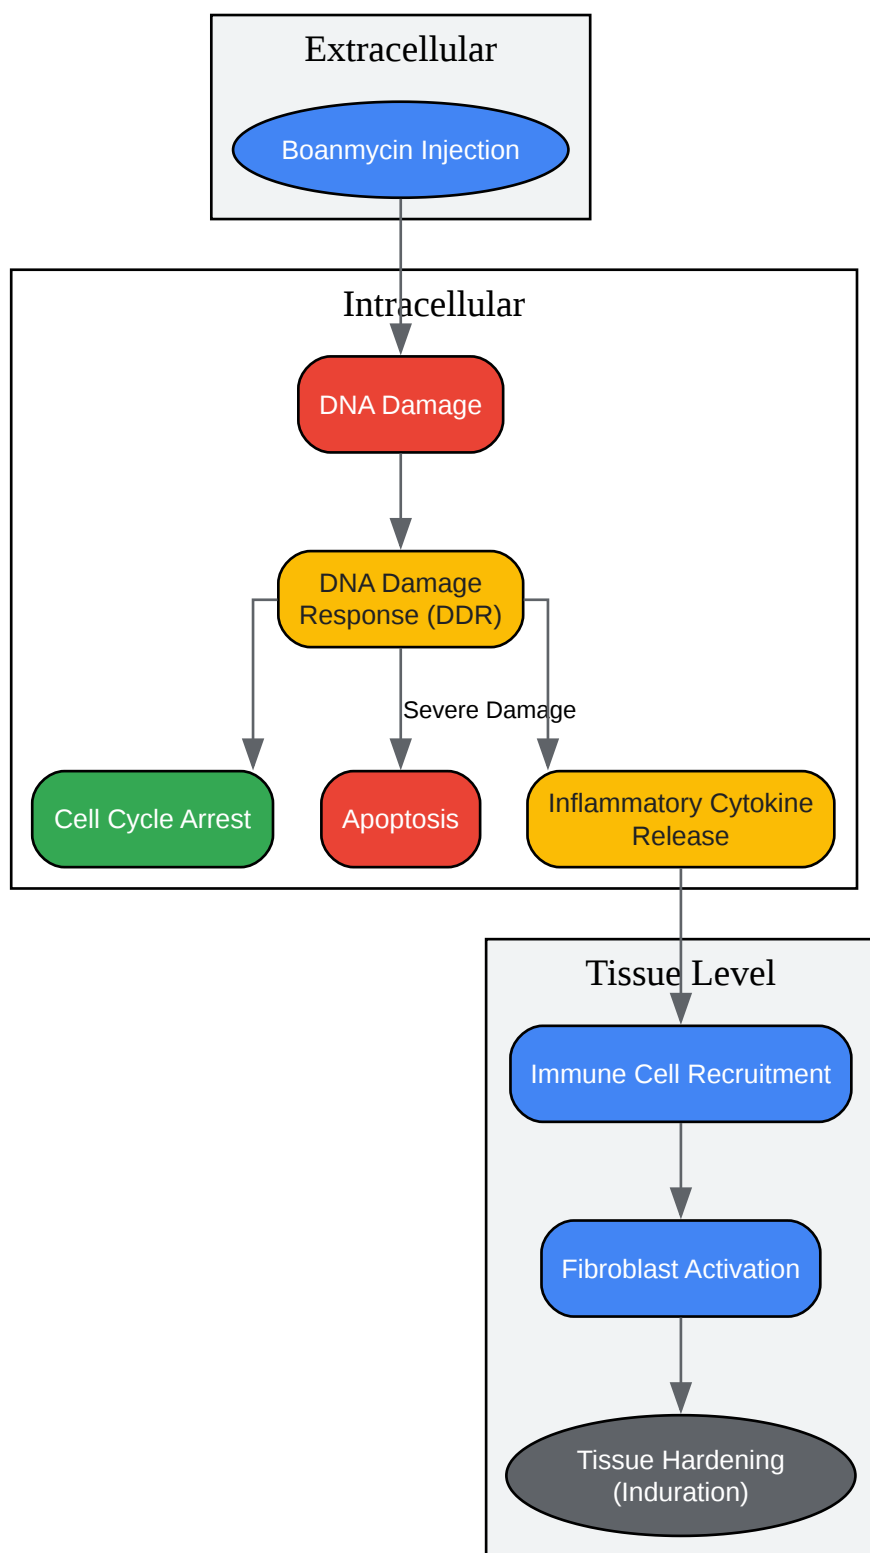 Extracellular
Boanmycin Injection
Intracellular
DNA Damage
DNA Damage
Response (DDR)
Severe Damage
Cell Cycle Arrest
Apoptosis
Inflammatory Cytokine
Release
Tissue Level
Immune Cell Recruitment
Fibroblast Activation
Tissue Hardening
(Induration)